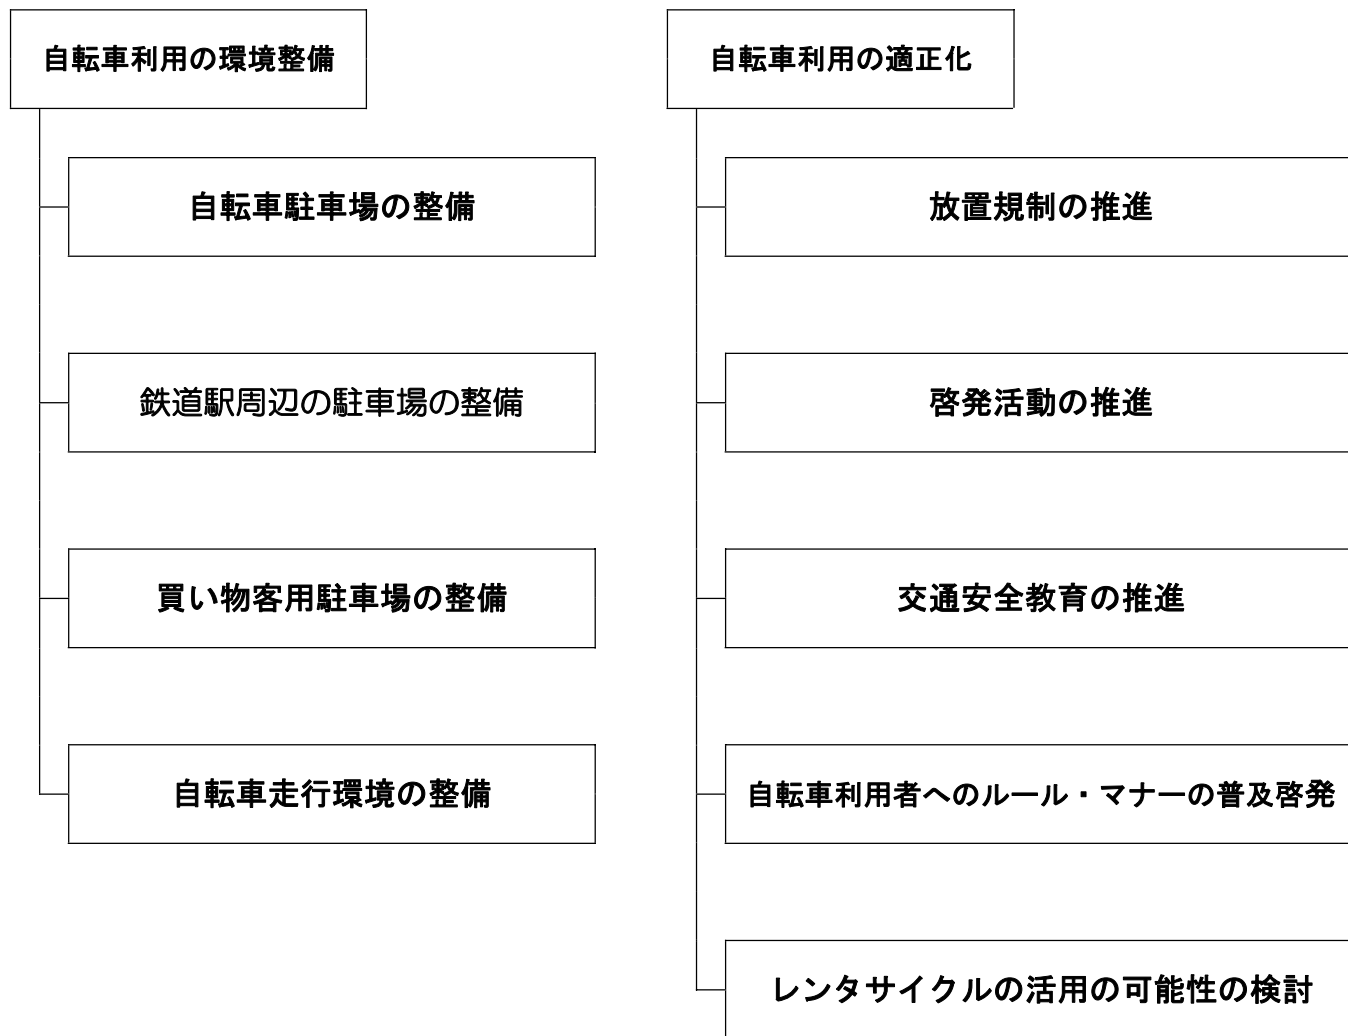 自転車利用の環境整備
自転車駐車場の整備
鉄道駅周辺の駐車場の整備
買い物客用駐車場の整備
自転車走行環境の整備
自転車利用の適正化
放置規制の推進
啓発活動の推進
交通安全教育の推進
自転車利用者へのルール・マナーの普及啓発
レンタサイクルの活用の可能性の検討